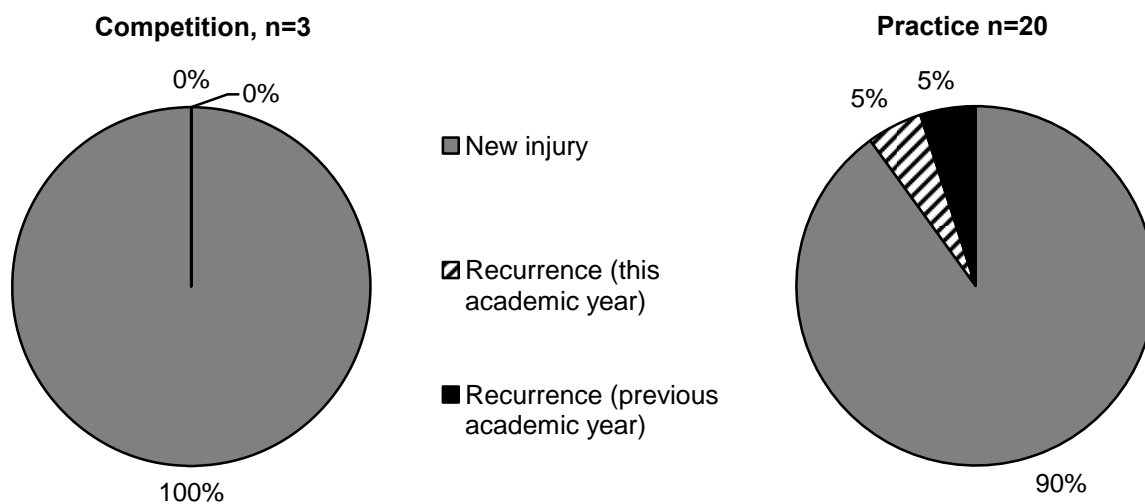 Competition, n=3
0%
0%
100%
New injury
Recurrence (this
academic year)
Recurrence (previous
academic year)
Practice n=20
5%
5%
90%